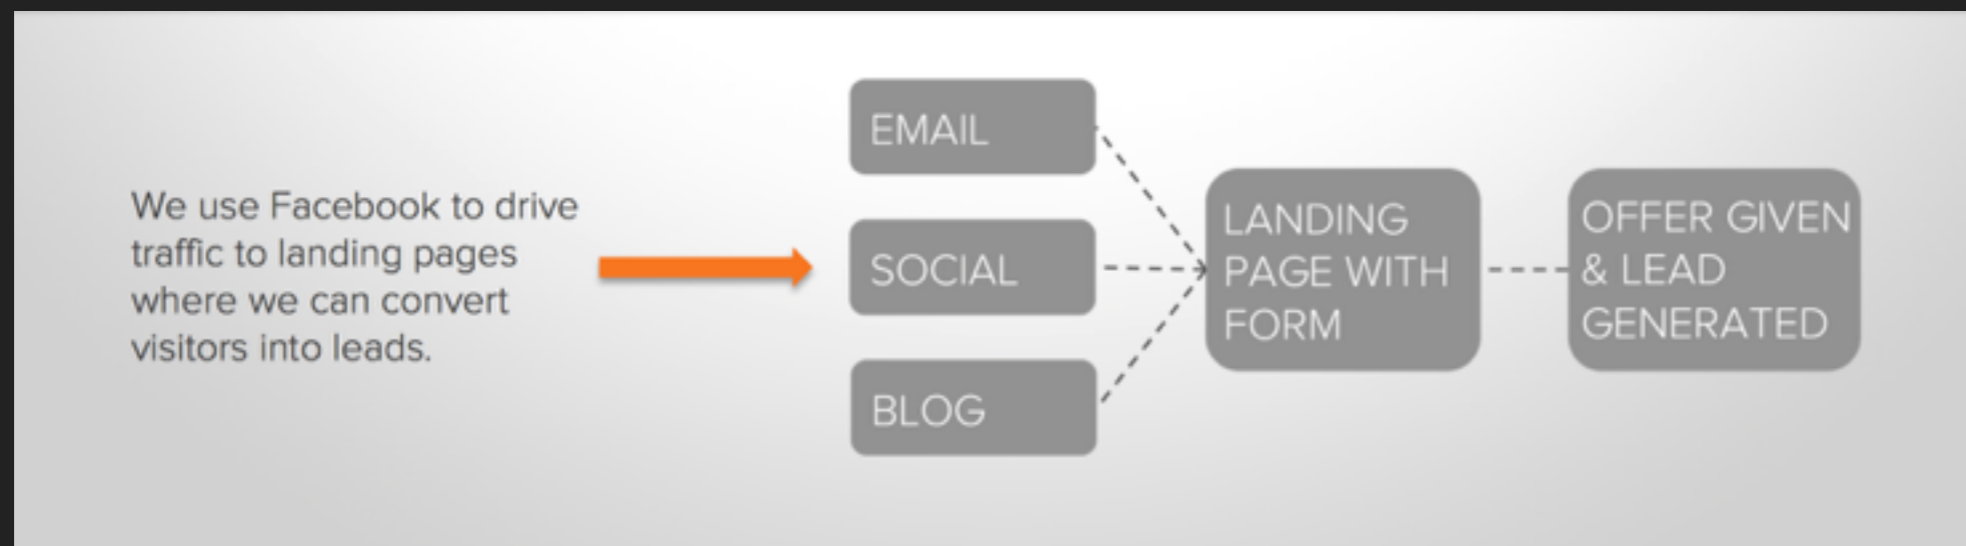 We use Facebook to drive
traffic to landing pages
where we can convert
visitors into leads.
EMAIL
SOCIAL
BLOG
LANDING
PAGE WITH
FORM
OFFER GIVEN
& LEAD
GENERATED